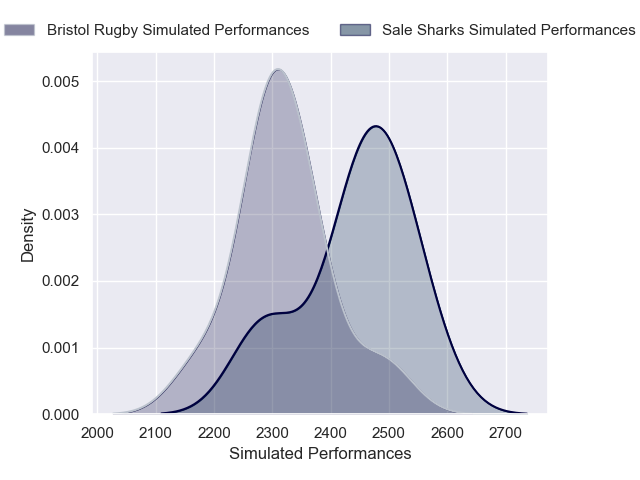 Bristol Rugby Simulated Performances
Sale Sharks Simulated Performances
0.005
0.004
0.003
0.002
0.001
0.000
Density
2000 2100 2200 2300 2400 2500 2600 2700
Simulated Performances